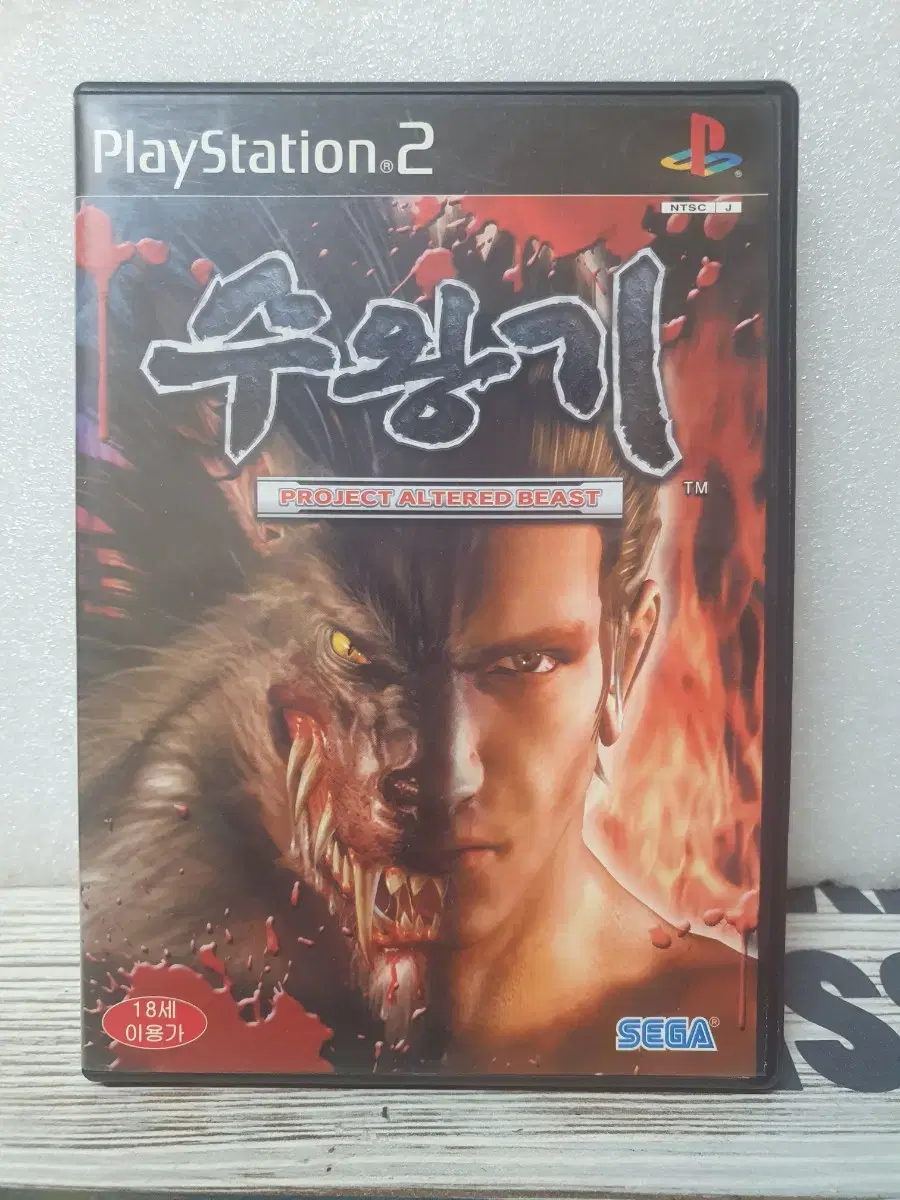 PlayStation®2
NTSC J
수왕기
PROJECT ALTERED BEAST
TM
18세
이용가
SEGA®